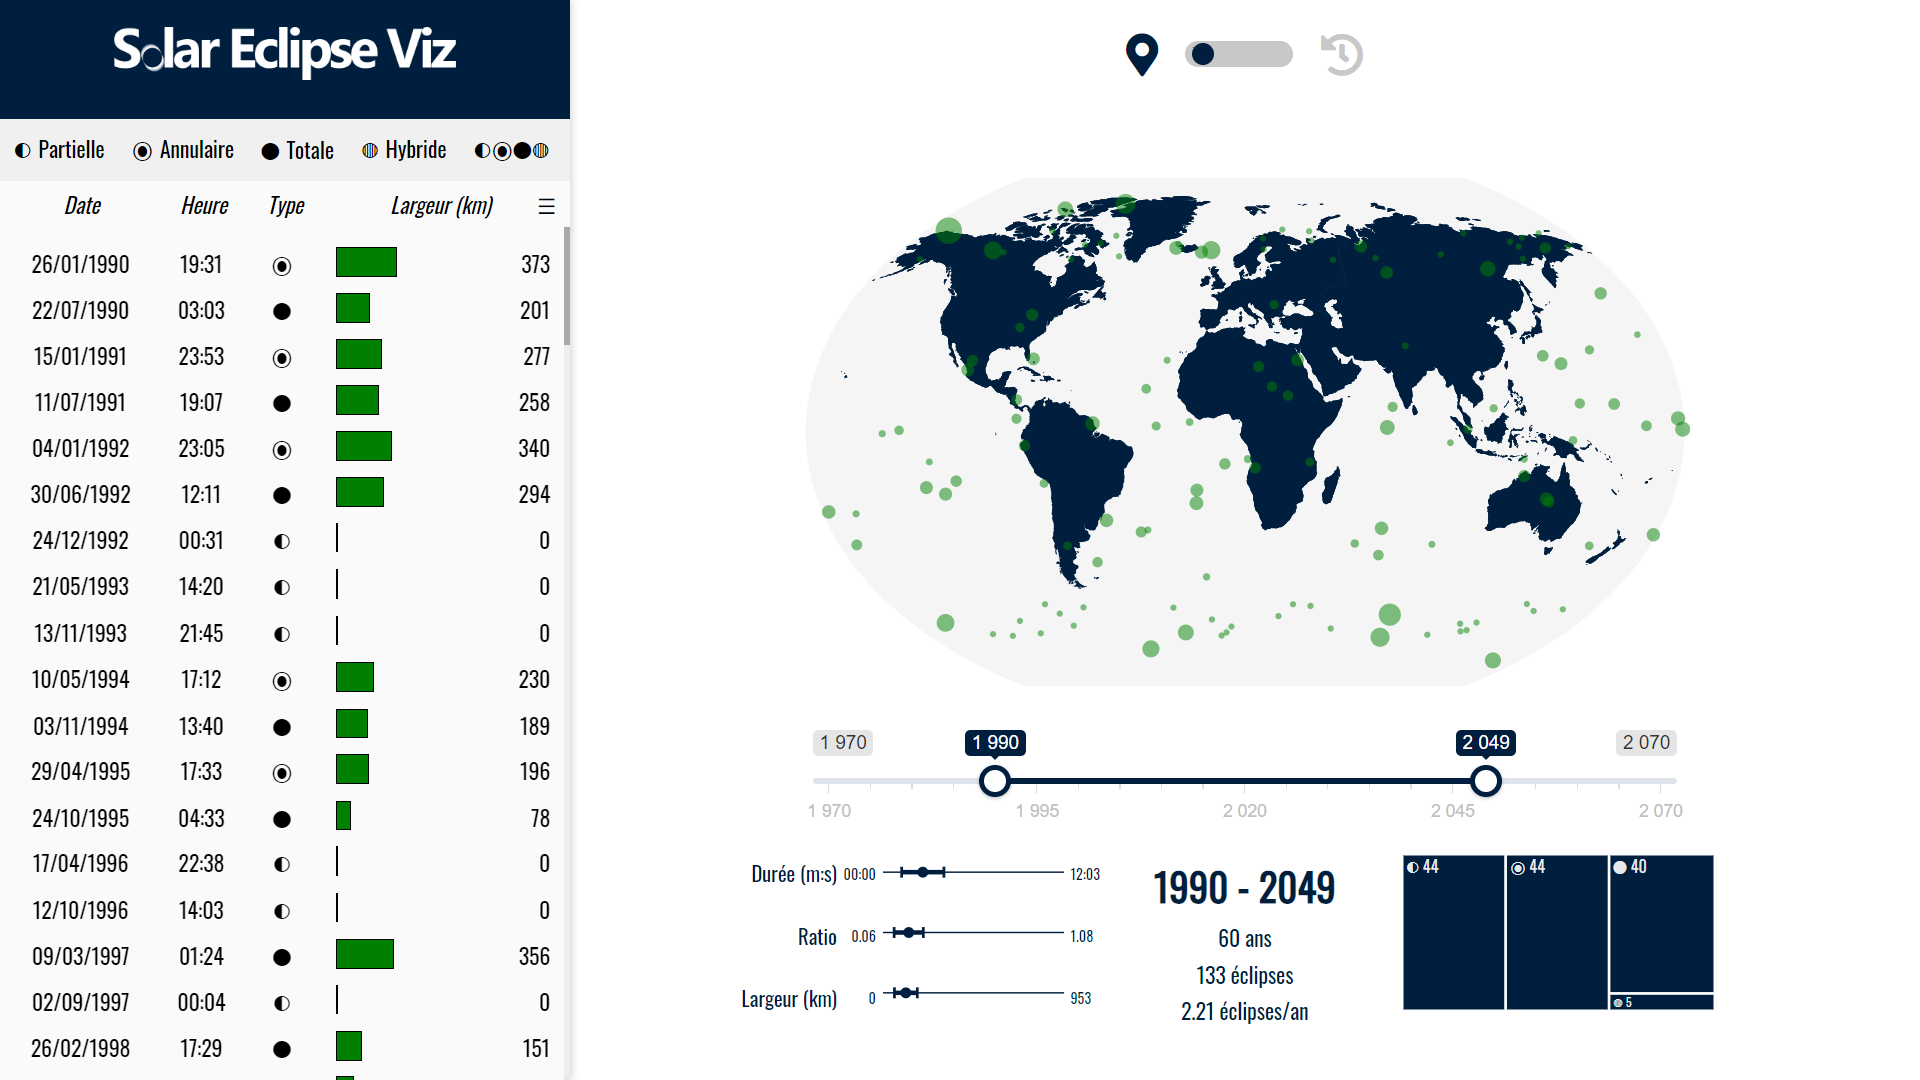 Solar Eclipse Viz
Partielle Annulaire Totale Hybride
Date Heure Type Largeur (km)
26/01/1990 19:31 373
22/07/1990 03:03 201
15/01/1991 23:53 277
11/07/1991 19:07 258
04/01/1992 23:05 340
30/06/1992 12:11 294
24/12/1992 00:31 0
21/05/1993 14:20 0
13/11/1993 21:45 0
10/05/1994 17:12 230
03/11/1994 13:40 189
29/04/1995 17:33 196
24/10/1995 04:33 78
17/04/1996 22:38 0
12/10/1996 14:03 0
09/03/1997 01:24 356
02/09/1997 00:04 0
26/02/1998 17:29 151
1 970 1 990 2 049 2 070
1 970 1 995 2 020 2 045 2 070
Durée (m:s) 00:00 12:03
Ratio 0.06 1.08
Largeur (km) 0 953
1990 - 2049
60 ans
133 éclipses
2.21 éclipses/an
44 44 40
5